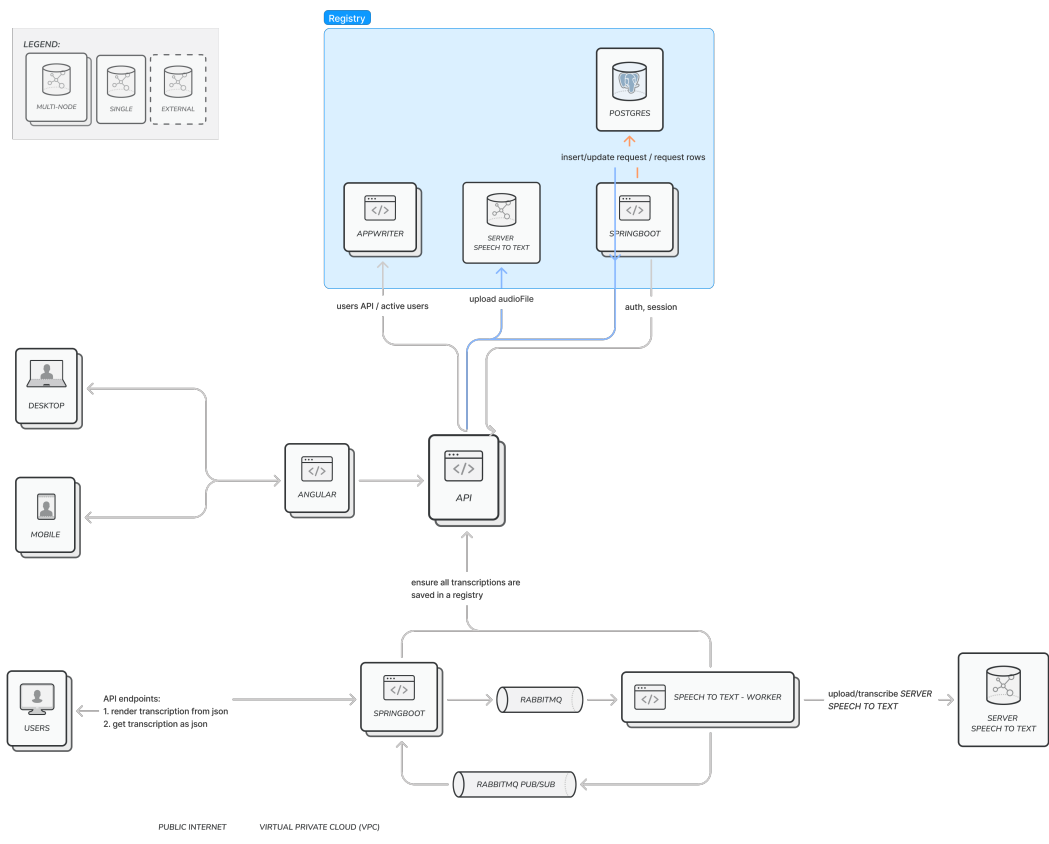 Registry
LEGEND:
MULTI-NODE
SINGLE
EXTERNAL
POSTGRES
insert/update request / request rows
APPWRITER
SERVER
SPEECH TO TEXT
SPRINGBOOT
users API / active users
upload audioFile
auth, session
DESKTOP
ANGULAR
API
MOBILE
ensure all transcriptions are
saved in a registry
USERS
API endpoints:
1. render transcription from json
2. get transcription as json
SPRINGBOOT
RABBITMQ
SPEECH TO TEXT - WORKER
upload/transcribe SERVER
SPEECH TO TEXT
SERVER
SPEECH TO TEXT
RABBITMQ PUB/SUB
PUBLIC INTERNET
VIRTUAL PRIVATE CLOUD (VPC)